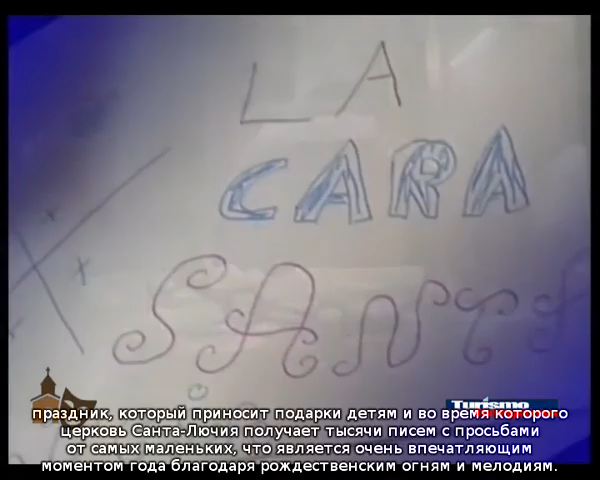 LA
CARA
SANTA
Turismo
праздник, который приносит подарки детям и во время которого
церковь Санта-Лючия получает тысячи писем с просьбами
от самых маленьких, что является очень впечатляющим
моментом года благодаря рождественским огням и мелодиям.